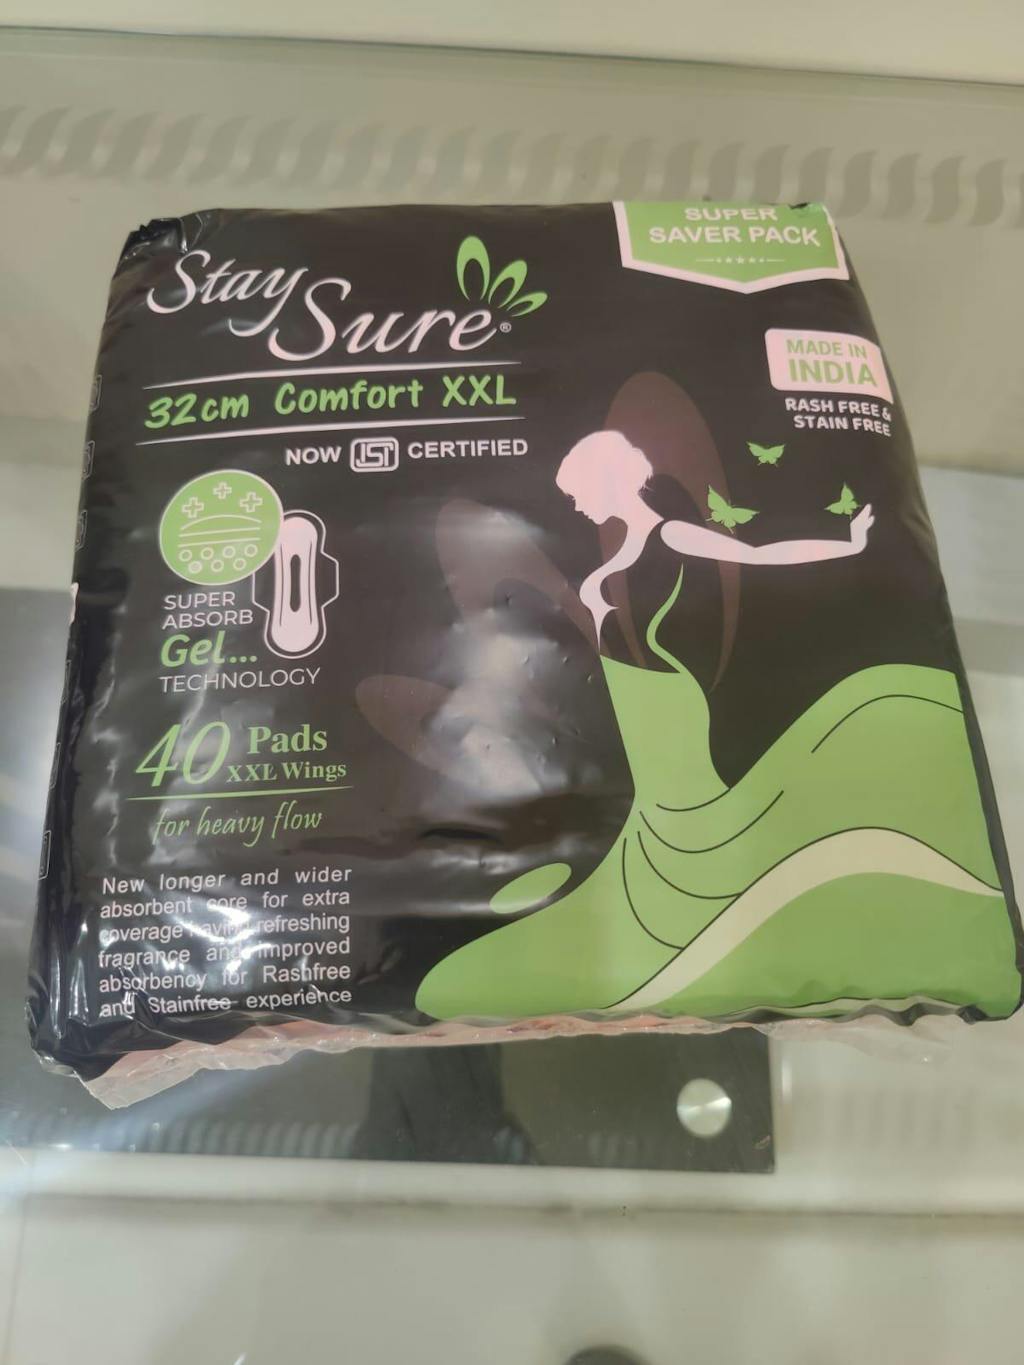 SUPER
SAVER PACK
Stay
Sure®
32cm Comfort XXL
NOW ISI CERTIFIED
MADE IN
INDIA
RASH FREE &
STAIN FREE
SUPER
ABSORB
Gel...
TECHNOLOGY
40 Pads
XXL Wings
for heavy flow
New longer and wider
absorbent core for extra
coverage having refreshing
fragrance and improved
absorbency for Rashfree
and Stainfree experience